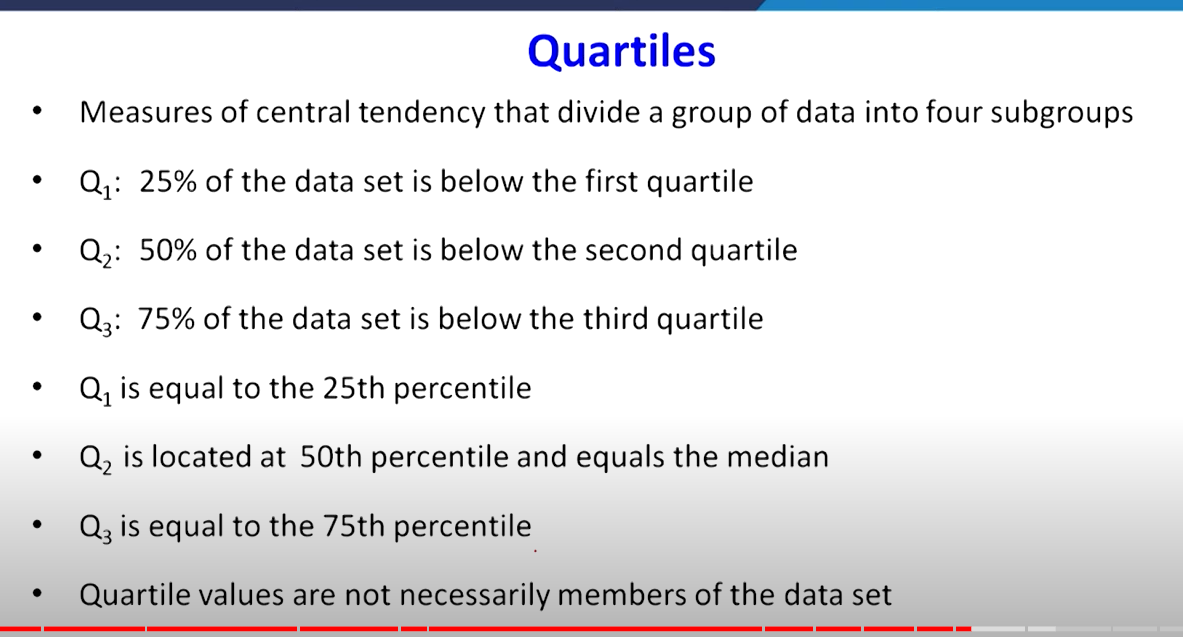 Quartiles
• Measures of central tendency that divide a group of data into four subgroups
• Q₁: 25% of the data set is below the first quartile
• Q₂: 50% of the data set is below the second quartile
• Q₃: 75% of the data set is below the third quartile
• Q₁ is equal to the 25th percentile
• Q₂ is located at 50th percentile and equals the median
• Q₃ is equal to the 75th percentile
• Quartile values are not necessarily members of the data set